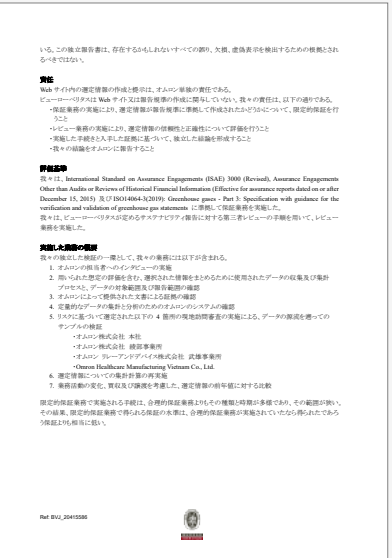 いる。この独立報告書は、存在するかもしれないすべての誤り、欠損、虚偽表示を検出するための根拠とされ
るべきではない。
責任
Web サイト内の選定情報の作成と提示は、オムロン単独の責任である。
ビューローベリタスは Web サイト又は報告規準の作成に関与していない。我々の責任は、以下の通りである。
・保証業務の実施により、選定情報が報告規準に準拠して作成されたかどうかについて、限定的保証を行
うこと
・レビュー業務の実施により、選定情報の信頼性と正確性について評価を行うこと
・実施した手続きと入手した証拠に基づいて、独立した結論を形成すること
・我々の結論をオムロンに報告すること
評価基準
我々は、International Standard on Assurance Engagements (ISAE) 3000 (Revised), Assurance Engagements
Other than Audits or Reviews of Historical Financial Information (Effective for assurance reports dated on or after
December 15, 2015) 及び ISO14064-3(2019): Greenhouse gases - Part 3: Specification with guidance for the
verification and validation of greenhouse gas statements に準拠して保証業務を実施した。
我々は、ビューローベリタスが定めるサステナビリティ報告に対する第三者レビューの手順を用いて、レビュー
業務を実施した。
実施した業務の概要
我々の独立した検証の一環として、我々の業務には以下が含まれる。
1. オムロンの担当者へのインタビューの実施
2. 用いられた想定の評価を含む、選択された情報をまとめるために使用されたデータの収集及び集計
プロセスと、データの対象範囲及び報告範囲の確認
3. オムロンによって提供された文書による証拠の確認
4. 定量的なデータの集計と分析のためのオムロンのシステムの確認
5. リスクに基づいて選定された以下の 4 箇所の現地訪問審査の実施による、データの源流を遡っての
サンプルの検証
・オムロン株式会社 本社
・オムロン株式会社 綾部事業所
・オムロン リレーアンドデバイス株式会社 武雄事業所
・Omron Healthcare Manufacturing Vietnam Co., Ltd.
6. 選定情報についての集計計算の再実施
7. 業務活動の変化、買収及び譲渡を考慮した、選定情報の前年値に対する比較
限定的保証業務で実施される手続は、合理的保証業務よりもその種類と時期が多様であり、その範囲が狭い。
その結果、限定的保証業務で得られる保証の水準は、合理的保証業務が実施されていたなら得られたであろ
う保証よりも相当に低い。
Ref: BVJ_20415586